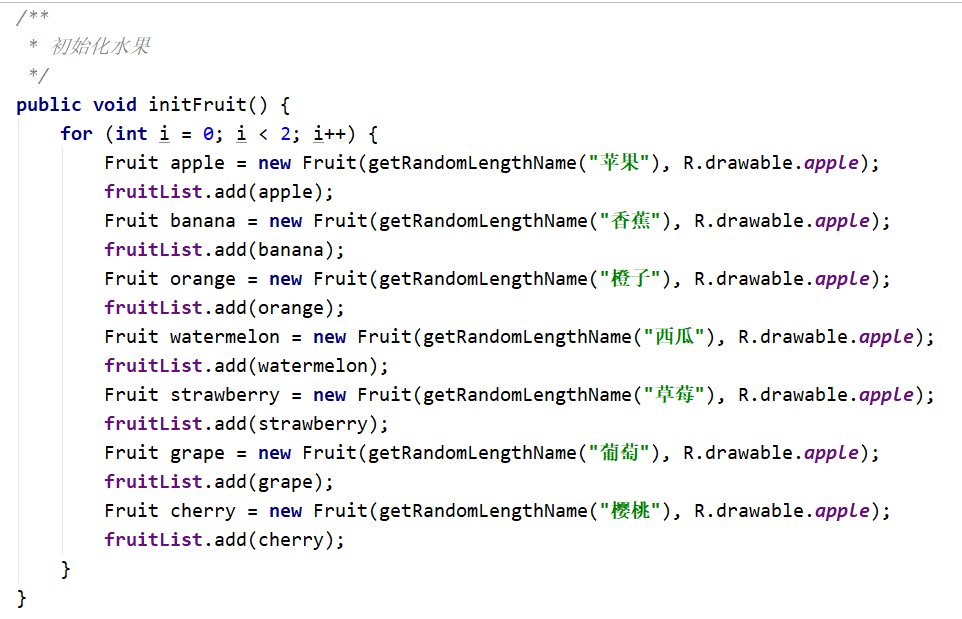 /**
 * 初始化水果
 */
public void initFruit() {
    for (int i = 0; i < 2; i++) {
        Fruit apple = new Fruit(getRandomLengthName("苹果"), R.drawable.apple);
        fruitList.add(apple);
        Fruit banana = new Fruit(getRandomLengthName("香蕉"), R.drawable.apple);
        fruitList.add(banana);
        Fruit orange = new Fruit(getRandomLengthName("橙子"), R.drawable.apple);
        fruitList.add(orange);
        Fruit watermelon = new Fruit(getRandomLengthName("西瓜"), R.drawable.apple);
        fruitList.add(watermelon);
        Fruit strawberry = new Fruit(getRandomLengthName("草莓"), R.drawable.apple);
        fruitList.add(strawberry);
        Fruit grape = new Fruit(getRandomLengthName("葡萄"), R.drawable.apple);
        fruitList.add(grape);
        Fruit cherry = new Fruit(getRandomLengthName("樱桃"), R.drawable.apple);
        fruitList.add(cherry);
    }
}